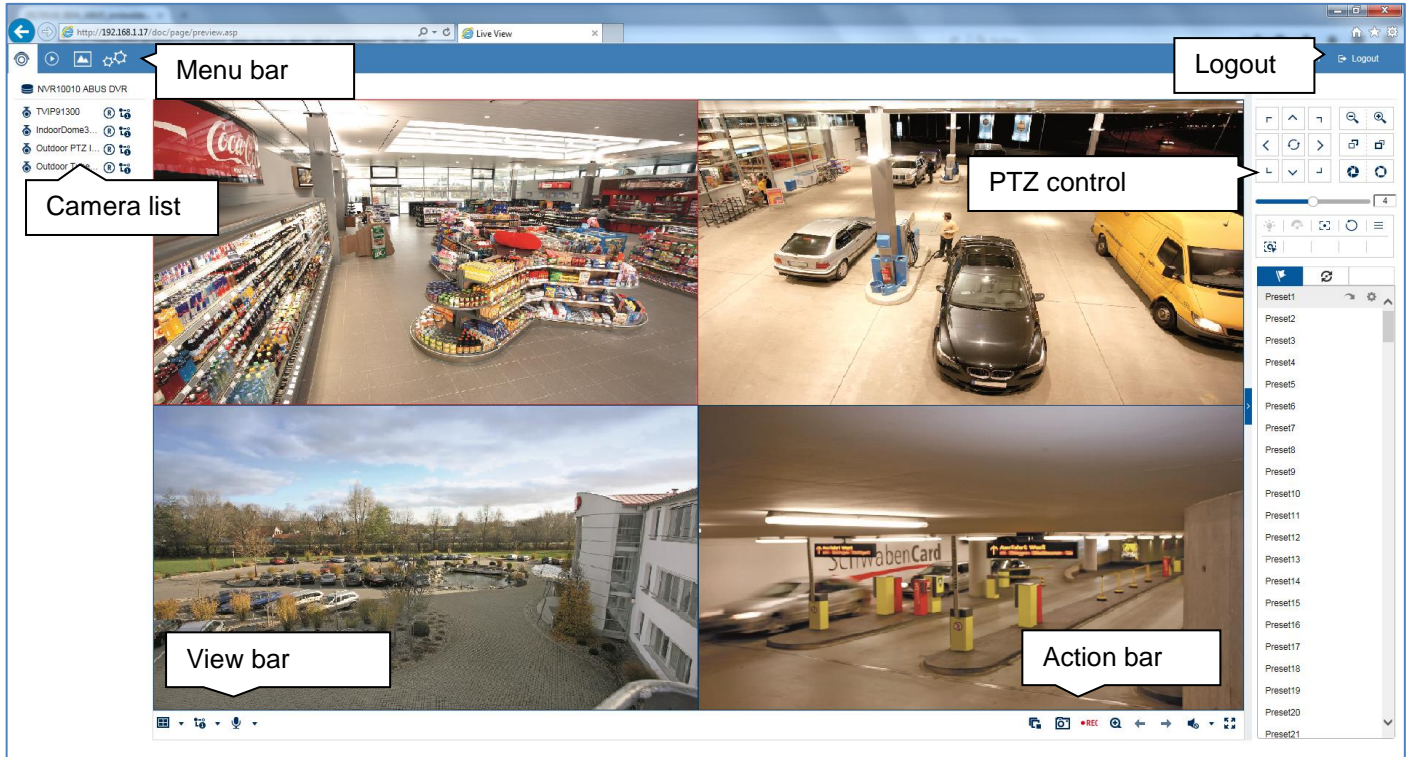 http://192.168.1.17/doc/page/preview.asp
Live View
Menu bar
Logout
Logout
NVR10010 ABUS DVR
TVIP91300
IndoorDome3...
Outdoor PTZ I...
Outdoor
Camera list
Coca-Cola
PTZ control
4
Preset1
Preset2
Preset3
Preset4
Preset5
Preset6
Preset7
Preset8
Preset9
Preset10
Preset11
Preset12
Preset13
Preset14
Preset15
Preset16
Preset17
Preset18
Preset19
Preset20
Preset21
SchwabenCard
View bar
Action bar
REC